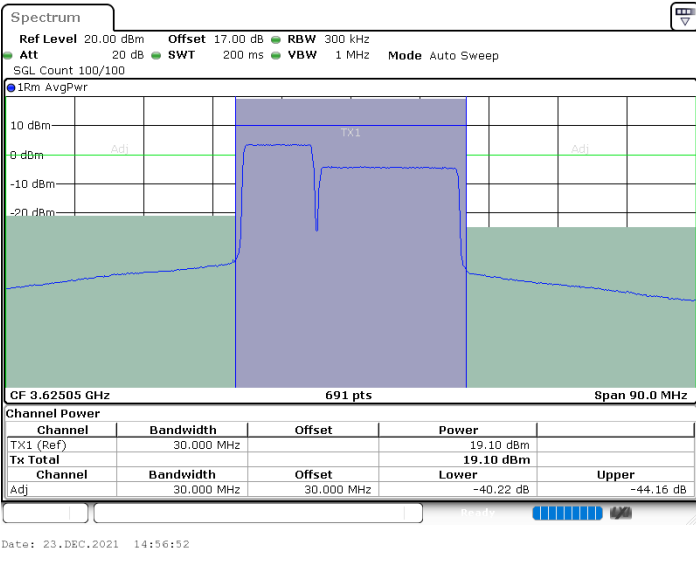 Spectrum
Ref Level 20.00 dBm Offset 17.00 dB RBW 300 kHz
Att 20 dB SWT 200 ms VBW 1 MHz Mode Auto Sweep
SGL Count 100/100
1Rm AvgPwr
10 dBm
TX1
Adj
Adj
0 dBm
-10 dBm
-20 dBm
CF 3.62505 GHz 691 pts Span 90.0 MHz
Channel Power
Channel Bandwidth Offset Power
TX1 (Ref) 30.000 MHz 19.10 dBm
Tx Total 19.10 dBm
Channel Bandwidth Offset Lower Upper
Adj 30.000 MHz 30.000 MHz -40.22 dB -44.16 dB
Ready
Date: 23.DEC.2021 14:56:52